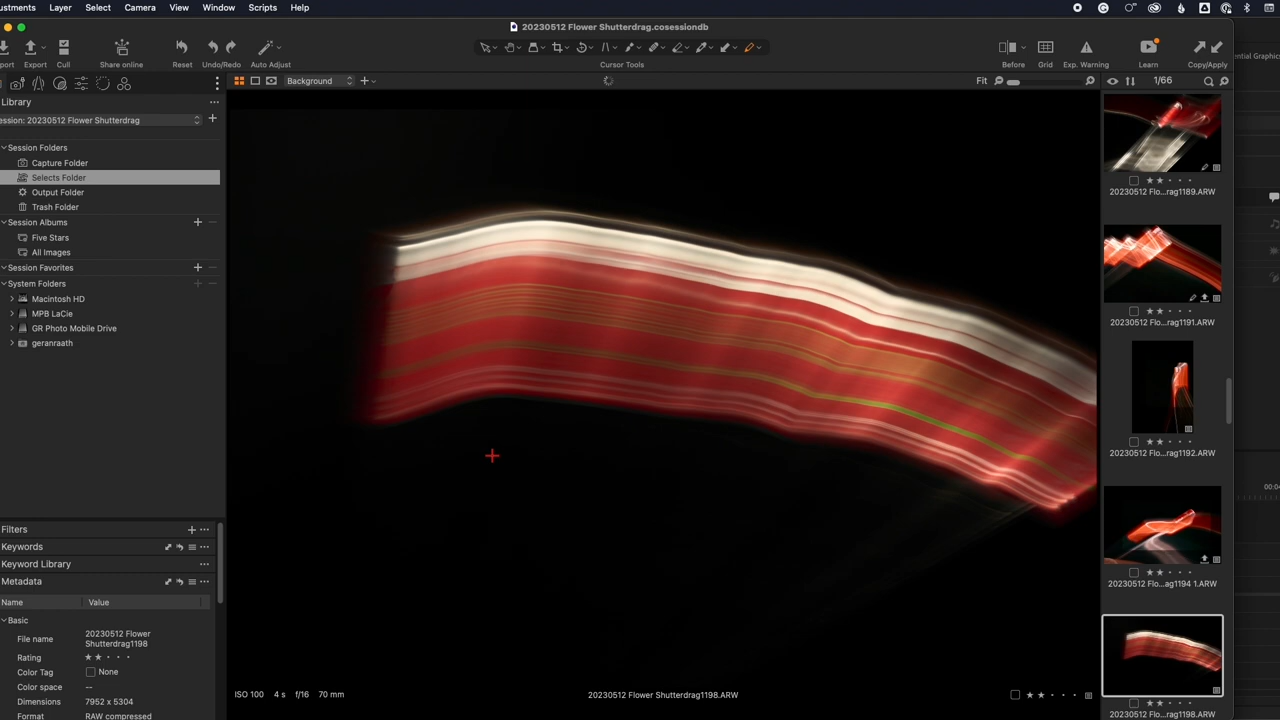 ustments Layer Select Camera View Window Scripts Help
20230512 Flower Shutterdrag.cosessiondb
port Export Cull Share online Reset Undo/Redo Auto Adjust Cursor Tools Before Grid Exp. Warning Learn Copy/Apply
ential Graphics
Background Fit 1/66
Library
ession: 20230512 Flower Shutterdrag
Session Folders
Capture Folder
Selects Folder
Output Folder
Trash Folder
Session Albums
Five Stars
All Images
Session Favorites
System Folders
Macintosh HD
MPB LaCie
GR Photo Mobile Drive
geranraath
20230512 Flo...rag1189.ARW
20230512 Flo...rag1191.ARW
20230512 Flo...rag1192.ARW
20230512 Flo...ag1194 1.ARW
20230512 Flo...rag1198.ARW
00:04
Filters
Keywords
Keyword Library
Metadata
Name Value
Basic
File name 20230512 Flower
Shutterdrag1198
Rating
Color Tag None
Color space --
Dimensions 7952 x 5304
Format RAW compressed
ISO 100 4 s f/16 70 mm
20230512 Flower Shutterdrag1198.ARW